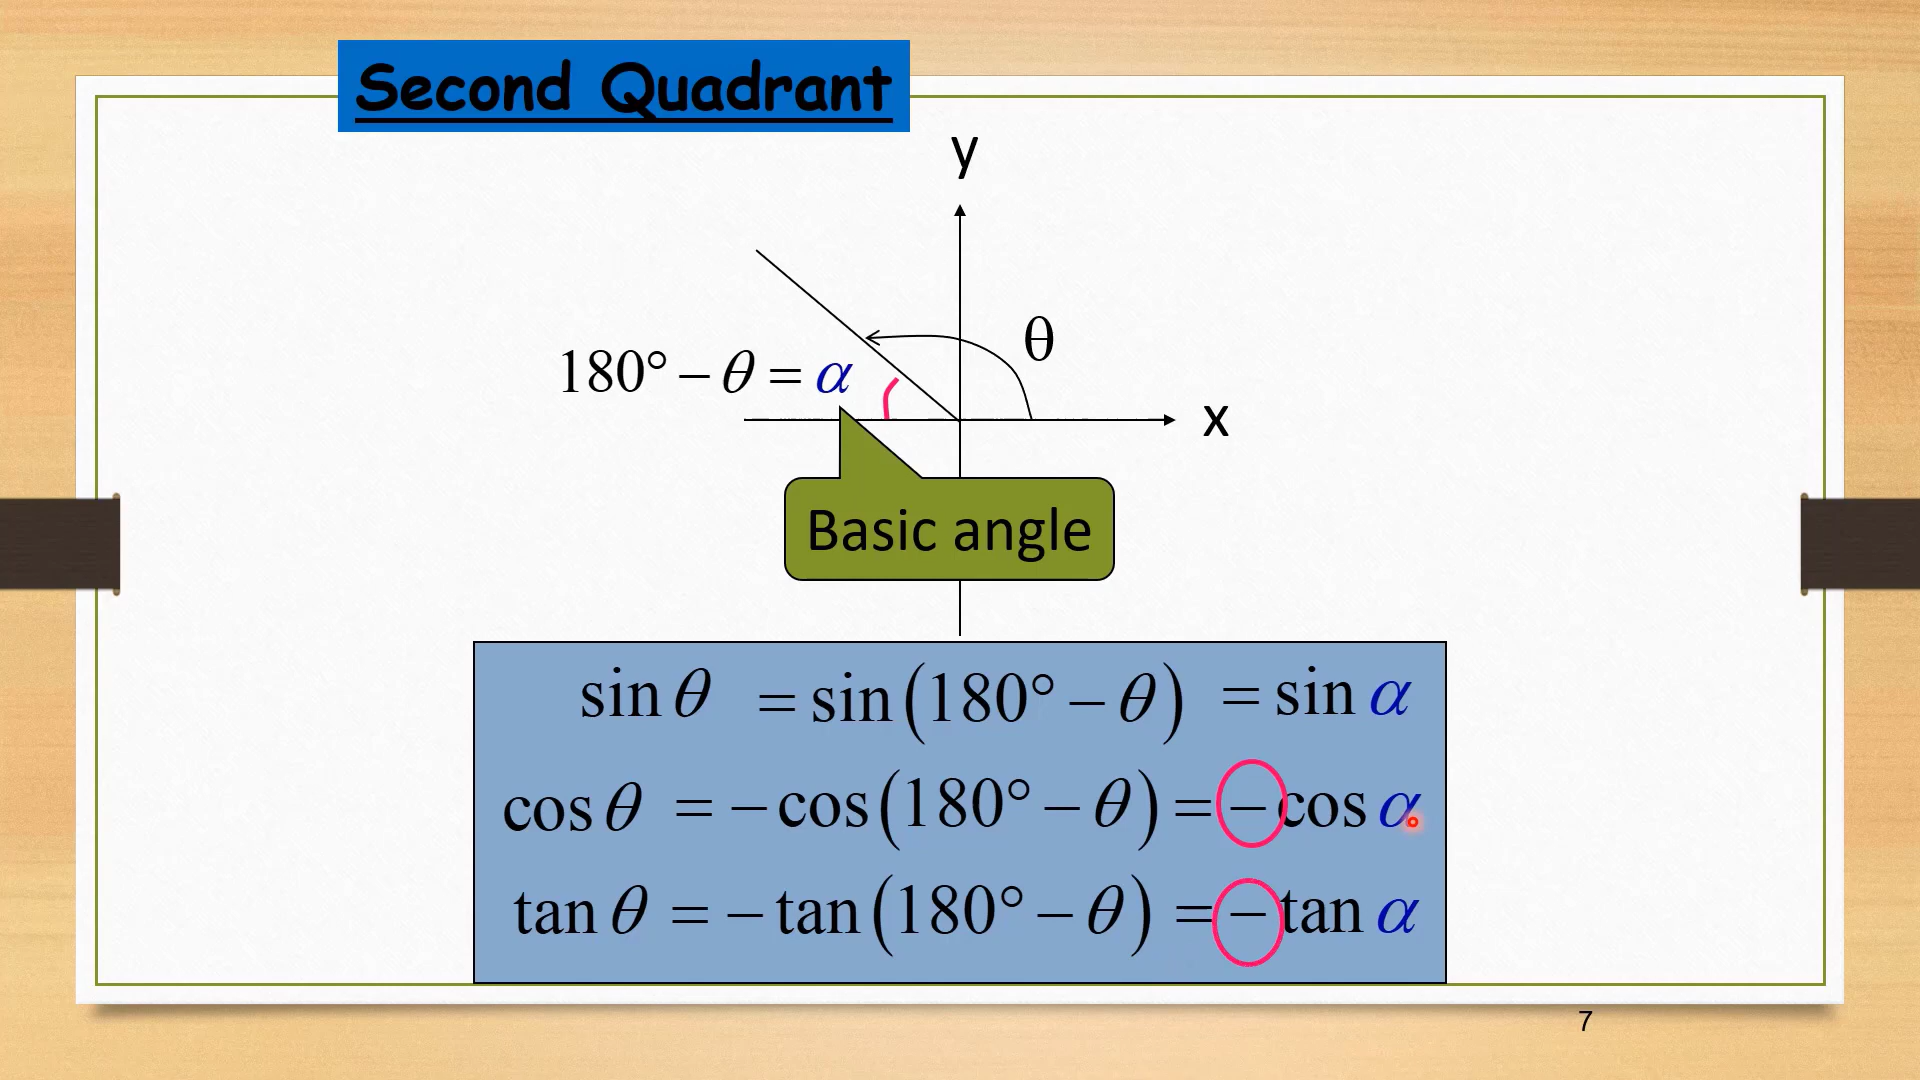 Second Quadrant
y
θ
180° − θ = α
x
Basic angle
sin θ = sin(180° − θ) = sin α
cos θ = − cos(180° − θ) = − cos α
tan θ = − tan(180° − θ) = − tan α
7